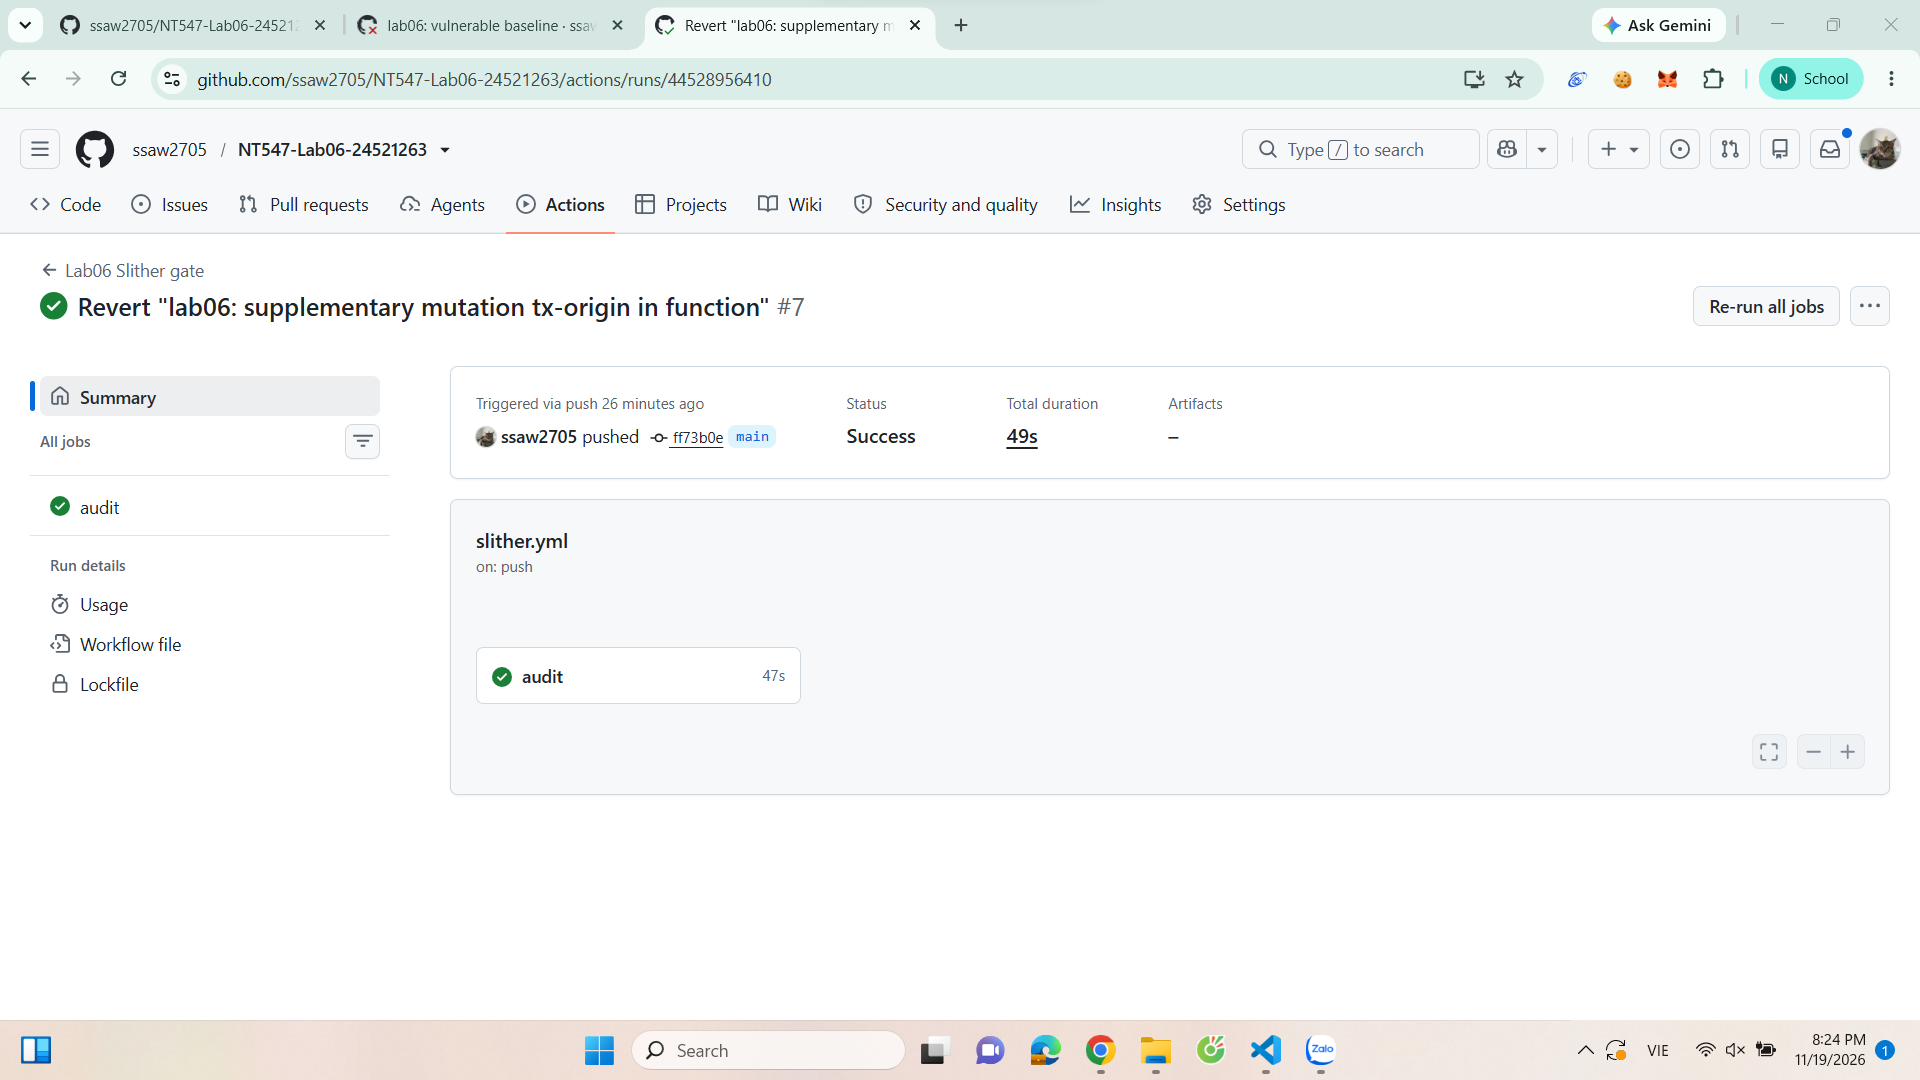 ssaw2705/NT547-Lab06-24521
lab06: vulnerable baseline · ssaw
Revert "lab06: supplementary m
Ask Gemini
github.com/ssaw2705/NT547-Lab06-24521263/actions/runs/44528956410
N School
ssaw2705 / NT547-Lab06-24521263
Type / to search
Code
Issues
Pull requests
Agents
Actions
Projects
Wiki
Security and quality
Insights
Settings
Lab06 Slither gate
Revert "lab06: supplementary mutation tx-origin in function" #7
Re-run all jobs
Summary
All jobs
audit
Run details
Usage
Workflow file
Lockfile
Triggered via push 26 minutes ago
ssaw2705 pushed ff73b0e main
Status
Success
Total duration
49s
Artifacts
–
slither.yml
on: push
audit 47s
Search
Zalo
VIE
8:24 PM
11/19/2026
1